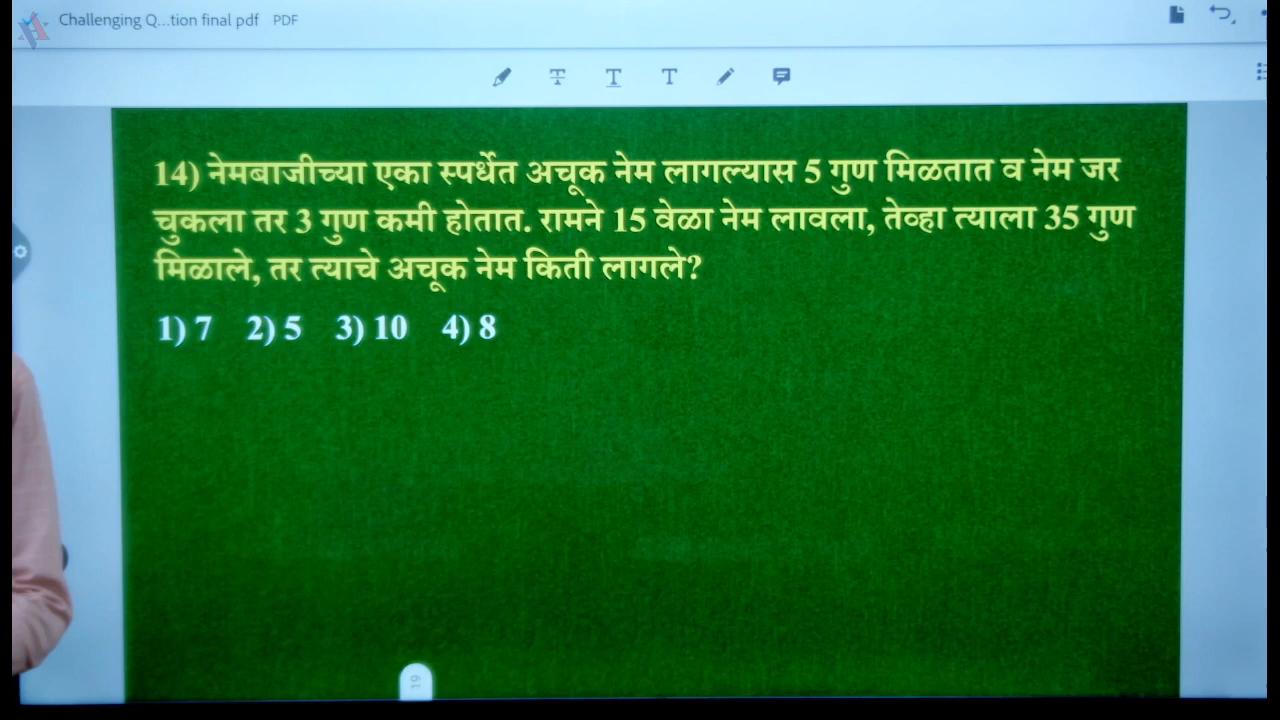 Challenging Q...tion final pdf PDF
14) नेमबाजीच्या एका स्पर्धेत अचूक नेम लागल्यास 5 गुण मिळतात व नेम जर
चुकला तर 3 गुण कमी होतात. रामने 15 वेळा नेम लावला, तेव्हा त्याला 35 गुण
मिळाले, तर त्याचे अचूक नेम किती लागले?
1) 7 2) 5 3) 10 4) 8
19